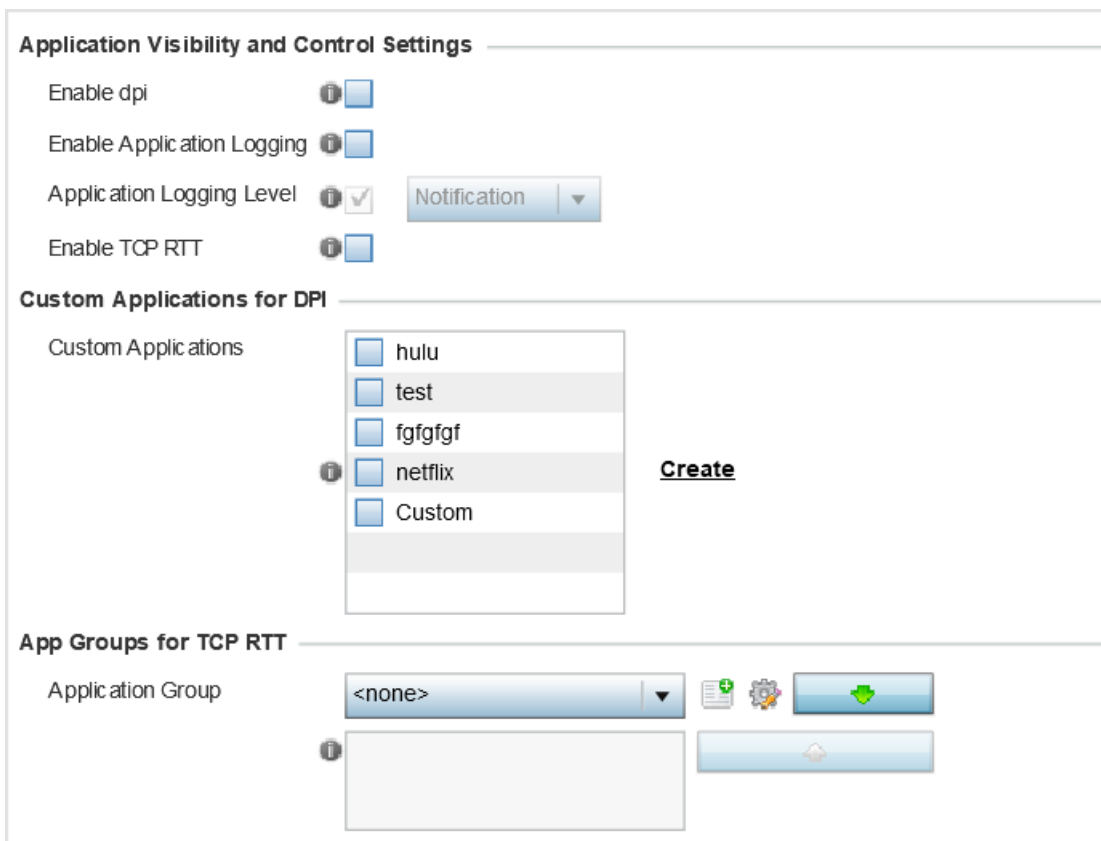 Application Visibility and Control Settings
Enable dpi
Enable Application Logging
Application Logging Level Notification
Enable TCP RTT
Custom Applications for DPI
Custom Applications
hulu
test
fgfgfgf
netflix
Custom
Create
App Groups for TCP RTT
Application Group <none>